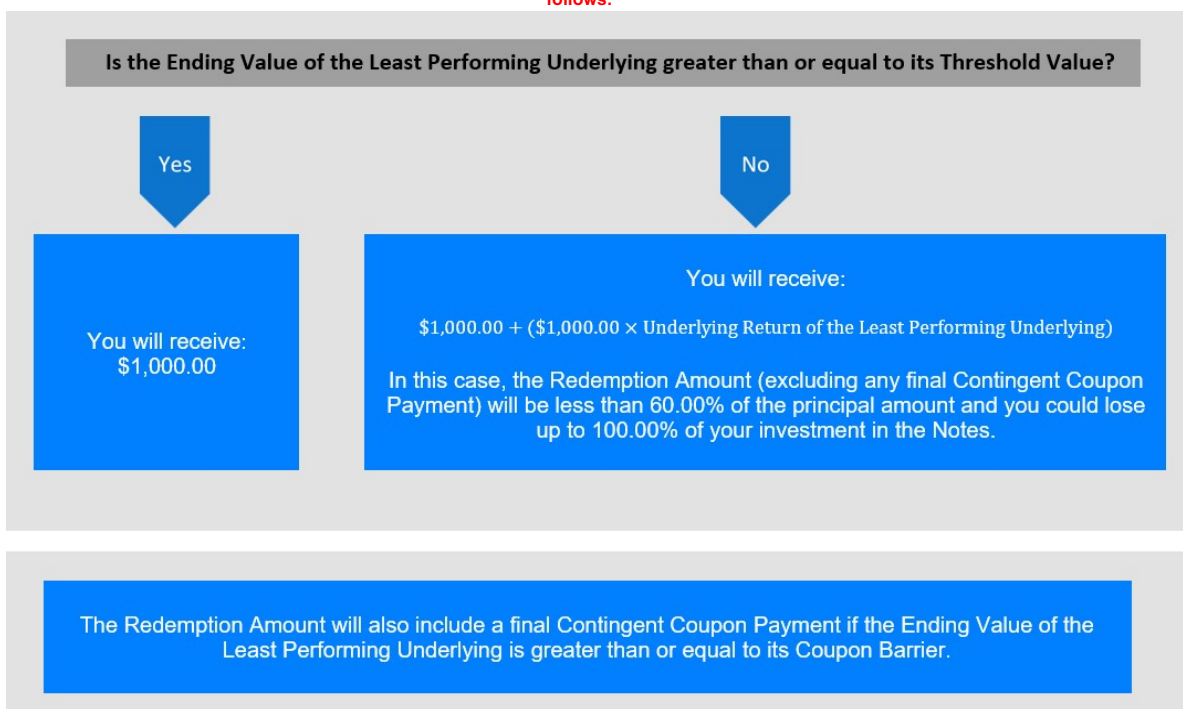 follows:
Is the Ending Value of the Least Performing Underlying greater than or equal to its Threshold Value?
Yes
No
You will receive:
$1,000.00
You will receive:
$1,000.00 + ($1,000.00 × Underlying Return of the Least Performing Underlying)
In this case, the Redemption Amount (excluding any final Contingent Coupon
Payment) will be less than 60.00% of the principal amount and you could lose
up to 100.00% of your investment in the Notes.
The Redemption Amount will also include a final Contingent Coupon Payment if the Ending Value of the
Least Performing Underlying is greater than or equal to its Coupon Barrier.